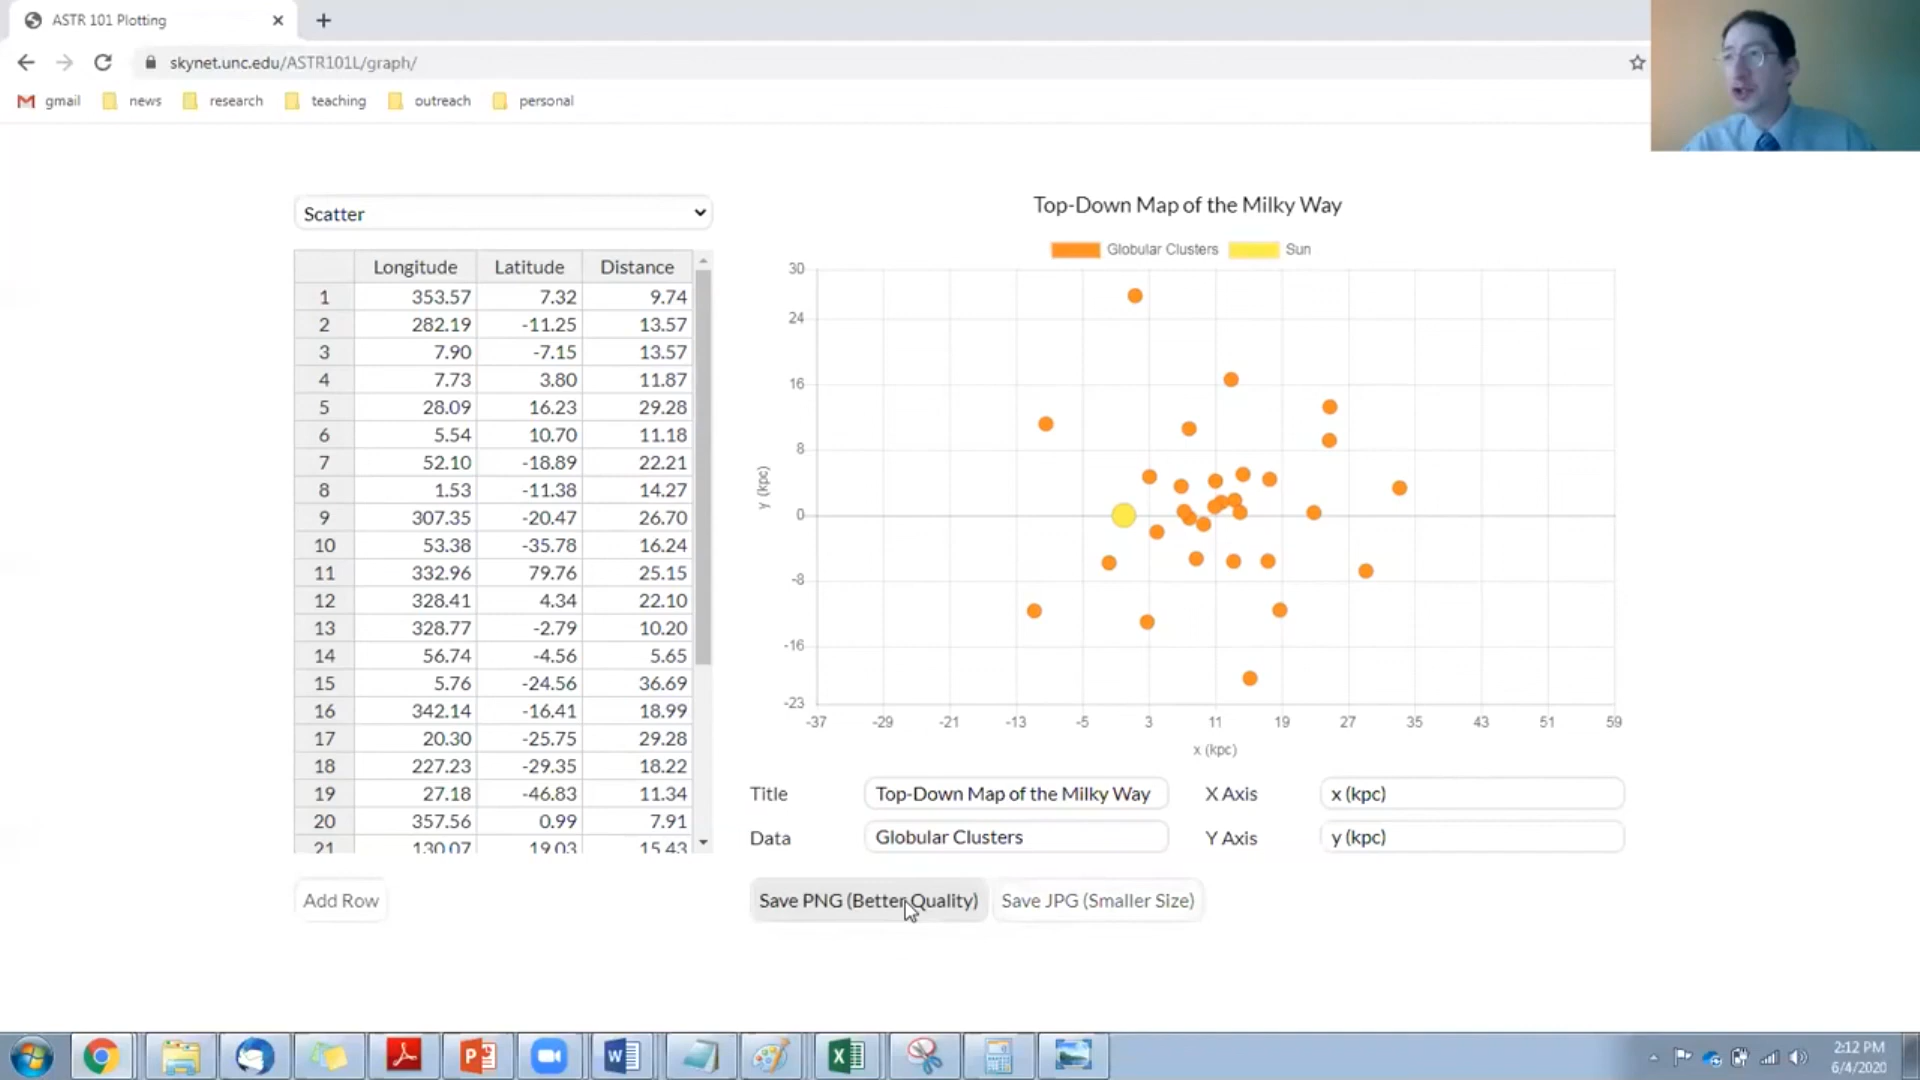 ASTR 101 Plotting
skynet.unc.edu/ASTR101L/graph/
gmail news research teaching outreach personal
Scatter
Longitude Latitude Distance
1 353.57 7.32 9.74
2 282.19 -11.25 13.57
3 7.90 -7.15 13.57
4 7.73 3.80 11.87
5 28.09 16.23 29.28
6 5.54 10.70 11.18
7 52.10 -18.89 22.21
8 1.53 -11.38 14.27
9 307.35 -20.47 26.70
10 53.38 -35.78 16.24
11 332.96 79.76 25.15
12 328.41 4.34 22.10
13 328.77 -2.79 10.20
14 56.74 -4.56 5.65
15 5.76 -24.56 36.69
16 342.14 -16.41 18.99
17 20.30 -25.75 29.28
18 227.23 -29.35 18.22
19 27.18 -46.83 11.34
20 357.56 0.99 7.91
21 130.07 19.03 15.43
Add Row
Top-Down Map of the Milky Way
Globular Clusters Sun
30
24
16
8
0
-8
-16
-23
y (kpc)
-37 -29 -21 -13 -5 3 11 19 27 35 43 51 59
x (kpc)
Title Top-Down Map of the Milky Way X Axis x (kpc)
Data Globular Clusters Y Axis y (kpc)
Save PNG (Better Quality) Save JPG (Smaller Size)
2:12 PM
6/4/2020